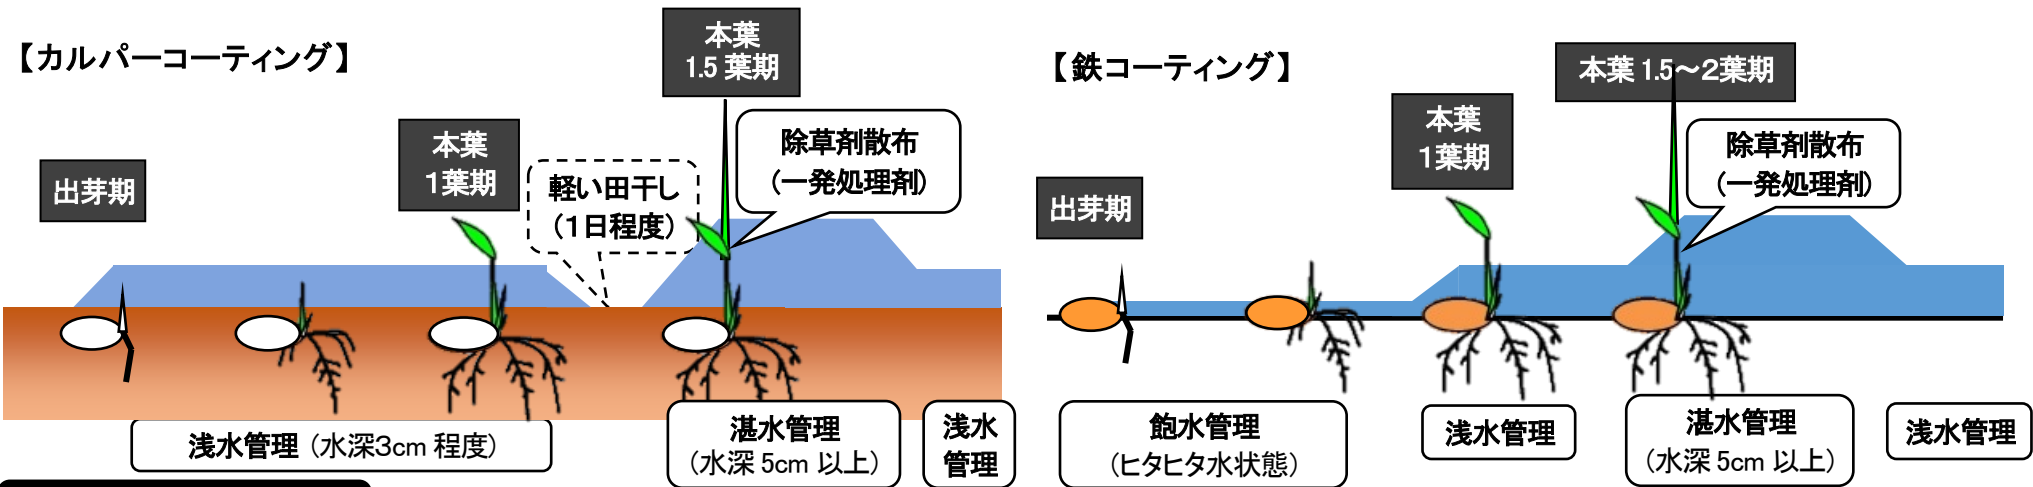 【カルパーコーティング】
出芽期
本葉
1葉期
軽い田干し
(1日程度)
本葉
1.5 葉期
除草剤散布
(一発処理剤)
浅水管理 (水深3cm 程度)
湛水管理
(水深 5cm 以上)
浅水
管理
【鉄コーティング】
出芽期
本葉
1葉期
本葉 1.5～2葉期
除草剤散布
(一発処理剤)
飽水管理
(ヒタヒタ水状態)
浅水管理
湛水管理
(水深 5cm 以上)
浅水管理